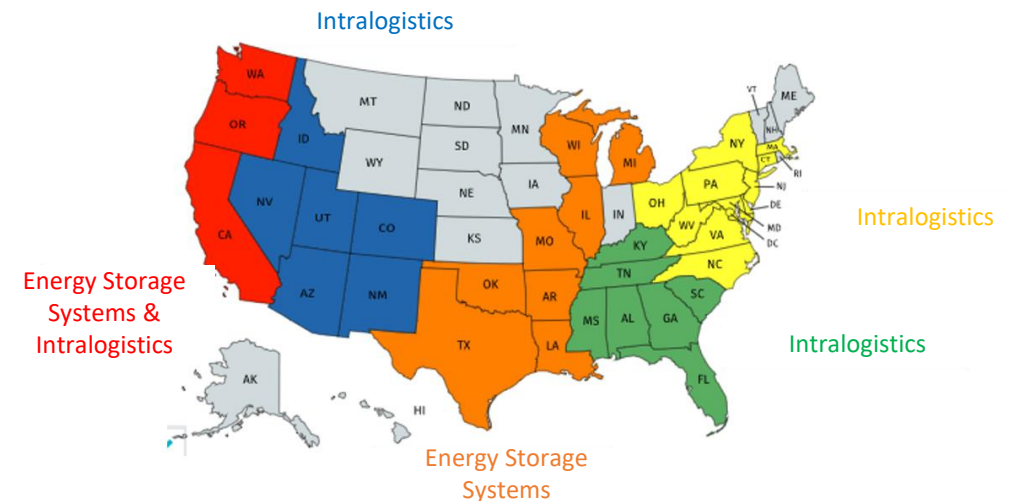 Intralogistics
WA
OR
CA
ID
NV
UT
AZ
MT
WY
CO
NM
ND
SD
NE
KS
OK
TX
MN
IA
MO
AR
LA
WI
IL
MI
IN
OH
KY
TN
MS
AL
GA
FL
SC
NC
VA
WV
PA
NY
VT
NH
ME
MA
CT
RI
NJ
DE
MD
DC
AK
HI
Intralogistics
Energy Storage
Systems &
Intralogistics
Intralogistics
Energy Storage
Systems